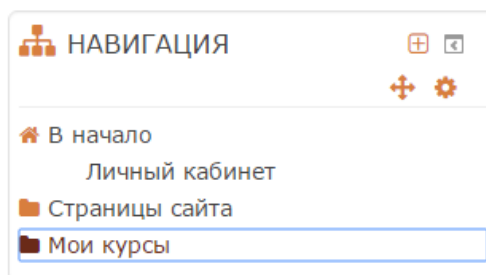 НАВИГАЦИЯ
В начало
Личный кабинет
Страницы сайта
Мои курсы